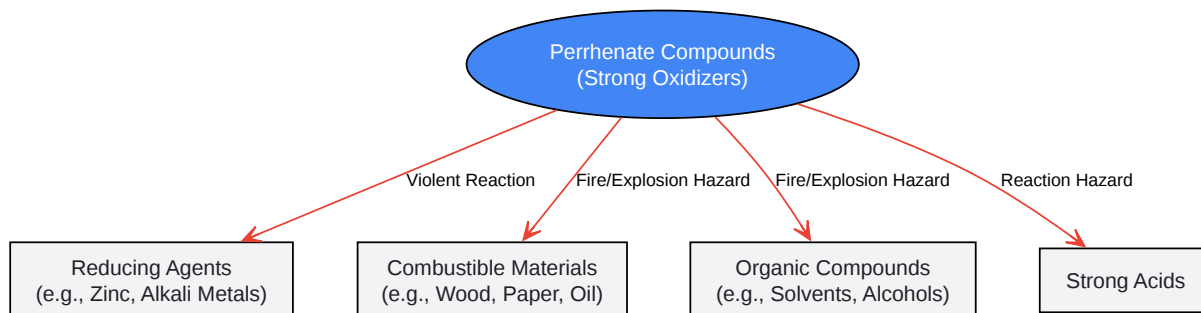 Perrhenate Compounds
(Strong Oxidizers)
Violent Reaction
Fire/Explosion Hazard
Fire/Explosion Hazard
Reaction Hazard
Reducing Agents
(e.g., Zinc, Alkali Metals)
Combustible Materials
(e.g., Wood, Paper, Oil)
Organic Compounds
(e.g., Solvents, Alcohols)
Strong Acids